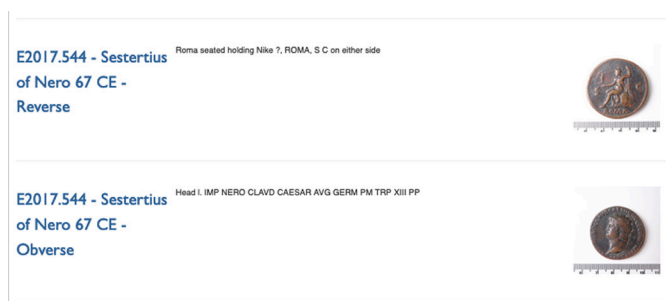 E2017.544 - Sestertius
of Nero 67 CE -
Reverse
Roma seated holding Nike ?, ROMA, S C on either side
E2017.544 - Sestertius
of Nero 67 CE -
Obverse
Head l. IMP NERO CLAVD CAESAR AVG GERM PM TRP XIII PP